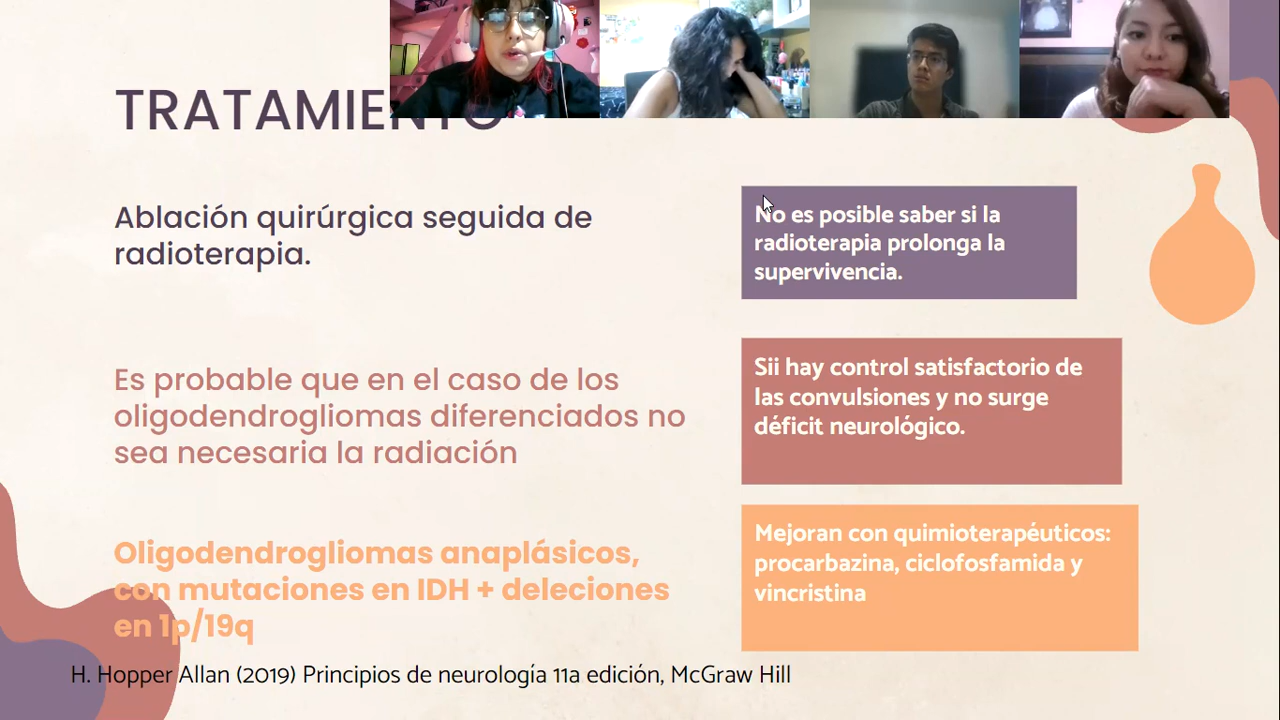 TRATAMIENTO
Ablación quirúrgica seguida de
radioterapia.
No es posible saber si la
radioterapia prolonga la
supervivencia.
Es probable que en el caso de los
oligodendrogliomas diferenciados no
sea necesaria la radiación
Sii hay control satisfactorio de
las convulsiones y no surge
déficit neurológico.
Oligodendrogliomas anaplásicos,
con mutaciones en IDH + deleciones
en 1p/19q
Mejoran con quimioterapéuticos:
procarbazina, ciclofosfamida y
vincristina
H. Hopper Allan (2019) Principios de neurología 11a edición, McGraw Hill